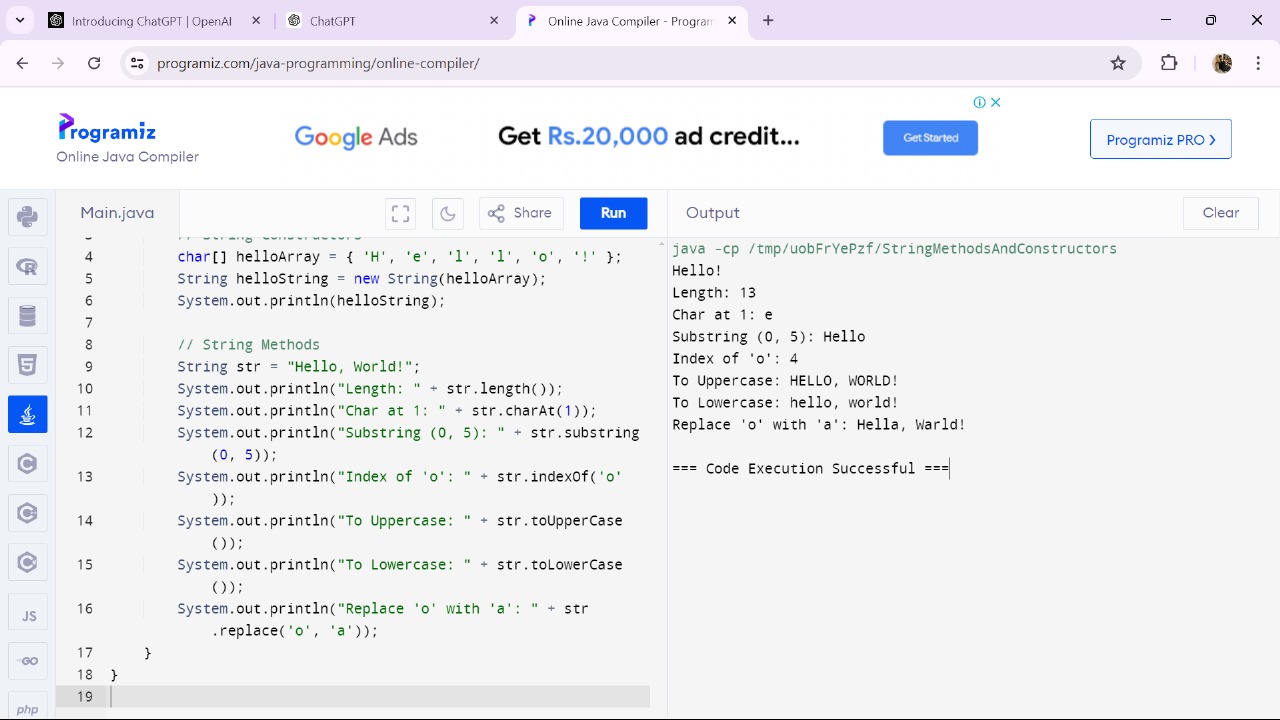 Introducing ChatGPT | OpenAI
ChatGPT
Online Java Compiler - Program
programiz.com/java-programming/online-compiler/
Programiz
Online Java Compiler
Google Ads
Get Rs.20,000 ad credit...
Get Started
Programiz PRO
Main.java
Share
Run
Output
Clear
3 // String Constructors
4 char[] helloArray = { 'H', 'e', 'l', 'l', 'o', '!' };
5 String helloString = new String(helloArray);
6 System.out.println(helloString);
7
8 // String Methods
9 String str = "Hello, World!";
10 System.out.println("Length: " + str.length());
11 System.out.println("Char at 1: " + str.charAt(1));
12 System.out.println("Substring (0, 5): " + str.substring
(0, 5));
13 System.out.println("Index of 'o': " + str.indexOf('o'
));
14 System.out.println("To Uppercase: " + str.toUpperCase
());
15 System.out.println("To Lowercase: " + str.toLowerCase
());
16 System.out.println("Replace 'o' with 'a': " + str
.replace('o', 'a'));
17 }
18 }
19
java -cp /tmp/uobFrYePzf/StringMethodsAndConstructors
Hello!
Length: 13
Char at 1: e
Substring (0, 5): Hello
Index of 'o': 4
To Uppercase: HELLO, WORLD!
To Lowercase: hello, world!
Replace 'o' with 'a': Hella, Warld!
=== Code Execution Successful ===
JS
GO
php